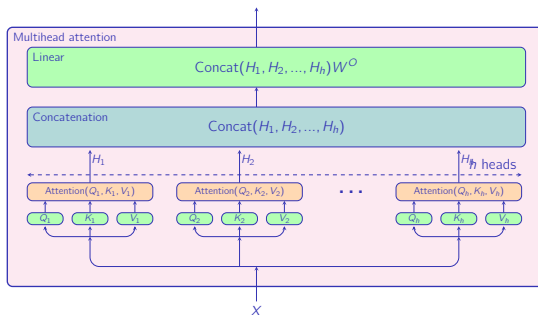 Multihead attention
Linear
Concat(H₁, H₂, ..., Hₕ)W^O
Concatenation
Concat(H₁, H₂, ..., Hₕ)
H₁ H₂ Hₕ
h heads
Attention(Q₁, K₁, V₁) Attention(Q₂, K₂, V₂) ... Attention(Qₕ, Kₕ, Vₕ)
Q₁ K₁ V₁ Q₂ K₂ V₂ Qₕ Kₕ Vₕ
X